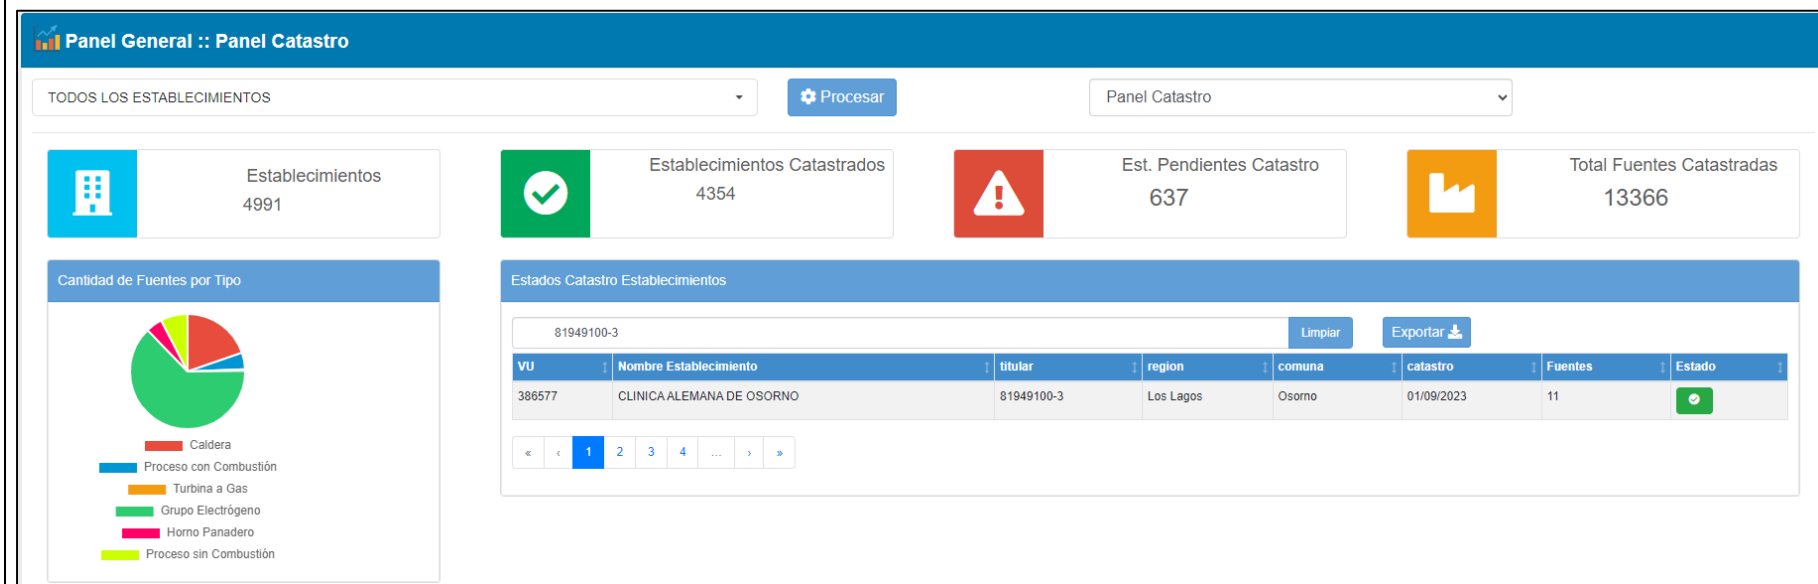 Panel General :: Panel Catastro
TODOS LOS ESTABLECIMIENTOS
Procesar
Panel Catastro
Establecimientos
4991
Establecimientos Catastrados
4354
Est. Pendientes Catastro
637
Total Fuentes Catastradas
13366
Cantidad de Fuentes por Tipo
Caldera
Proceso con Combustión
Turbina a Gas
Grupo Electrógeno
Horno Panadero
Proceso sin Combustión
Estados Catastro Establecimientos
81949100-3 Limpiar Exportar
VU Nombre Establecimiento titular region comuna catastro Fuentes Estado
386577 CLINICA ALEMANA DE OSORNO 81949100-3 Los Lagos Osorno 01/09/2023 11
« ‹ 1 2 3 4 ... › »